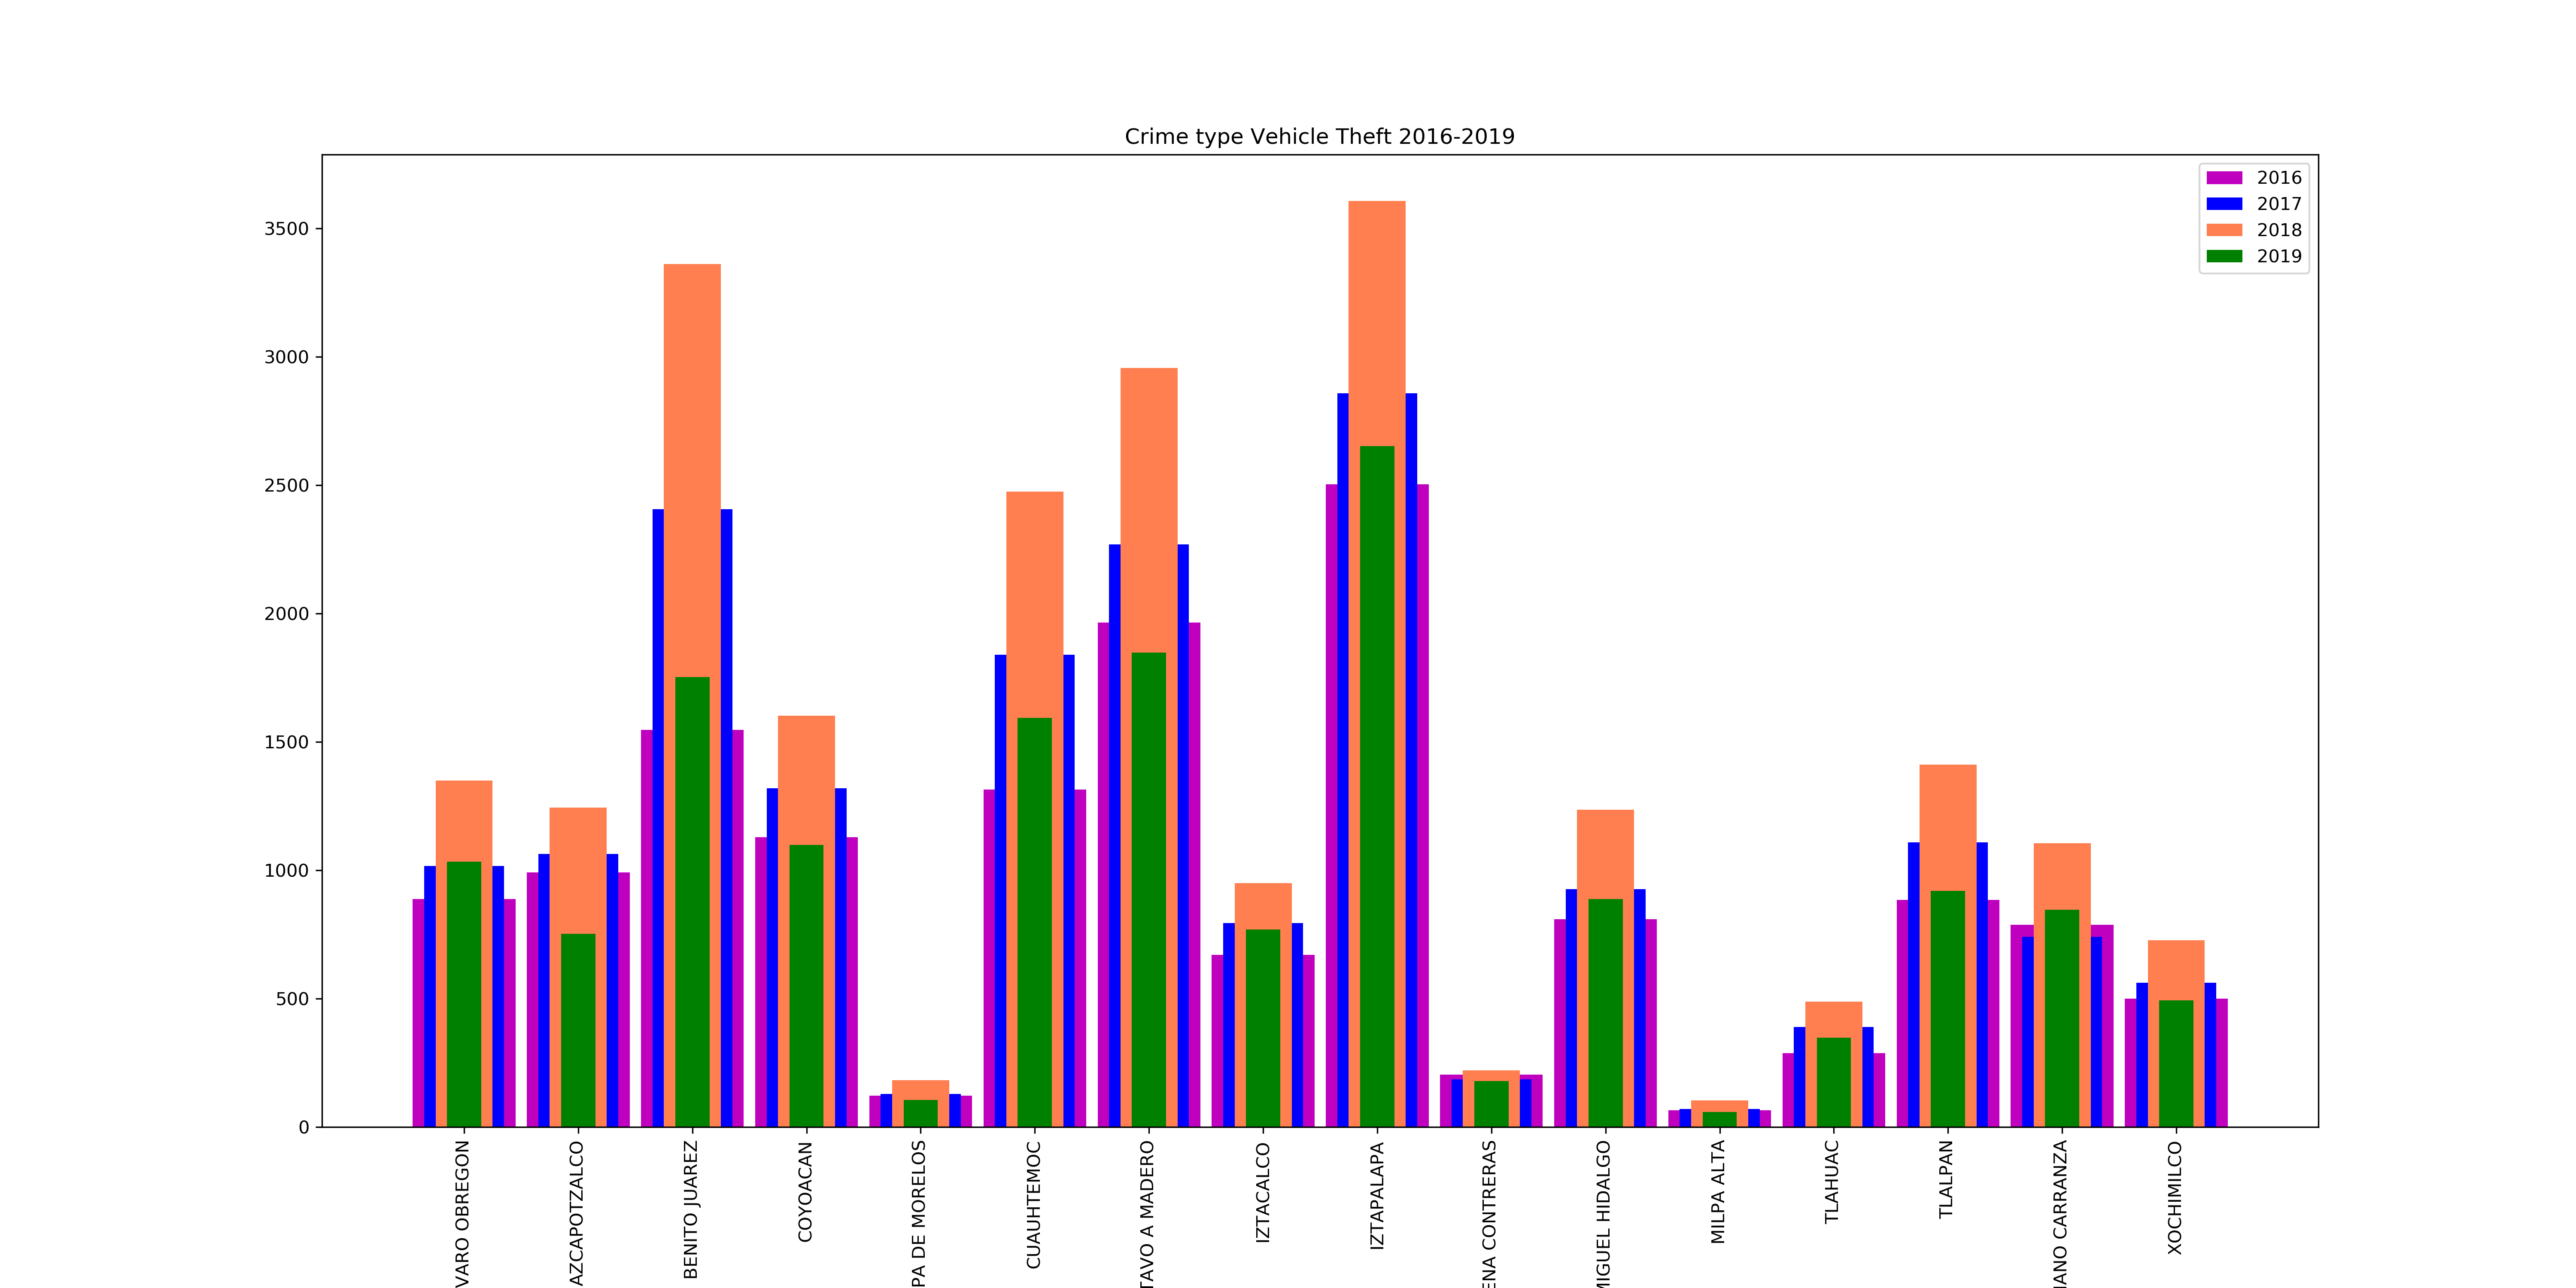 Crime type Vehicle Theft 2016-2019
2016
2017
2018
2019
3500
3000
2500
2000
1500
1000
500
0
VARO OBREGON
AZCAPOTZALCO
BENITO JUAREZ
COYOACAN
PA DE MORELOS
CUAUHTEMOC
TAVO A MADERO
IZTACALCO
IZTAPALAPA
ENA CONTRERAS
MIGUEL HIDALGO
MILPA ALTA
TLAHUAC
TLALPAN
IANO CARRANZA
XOCHIMILCO